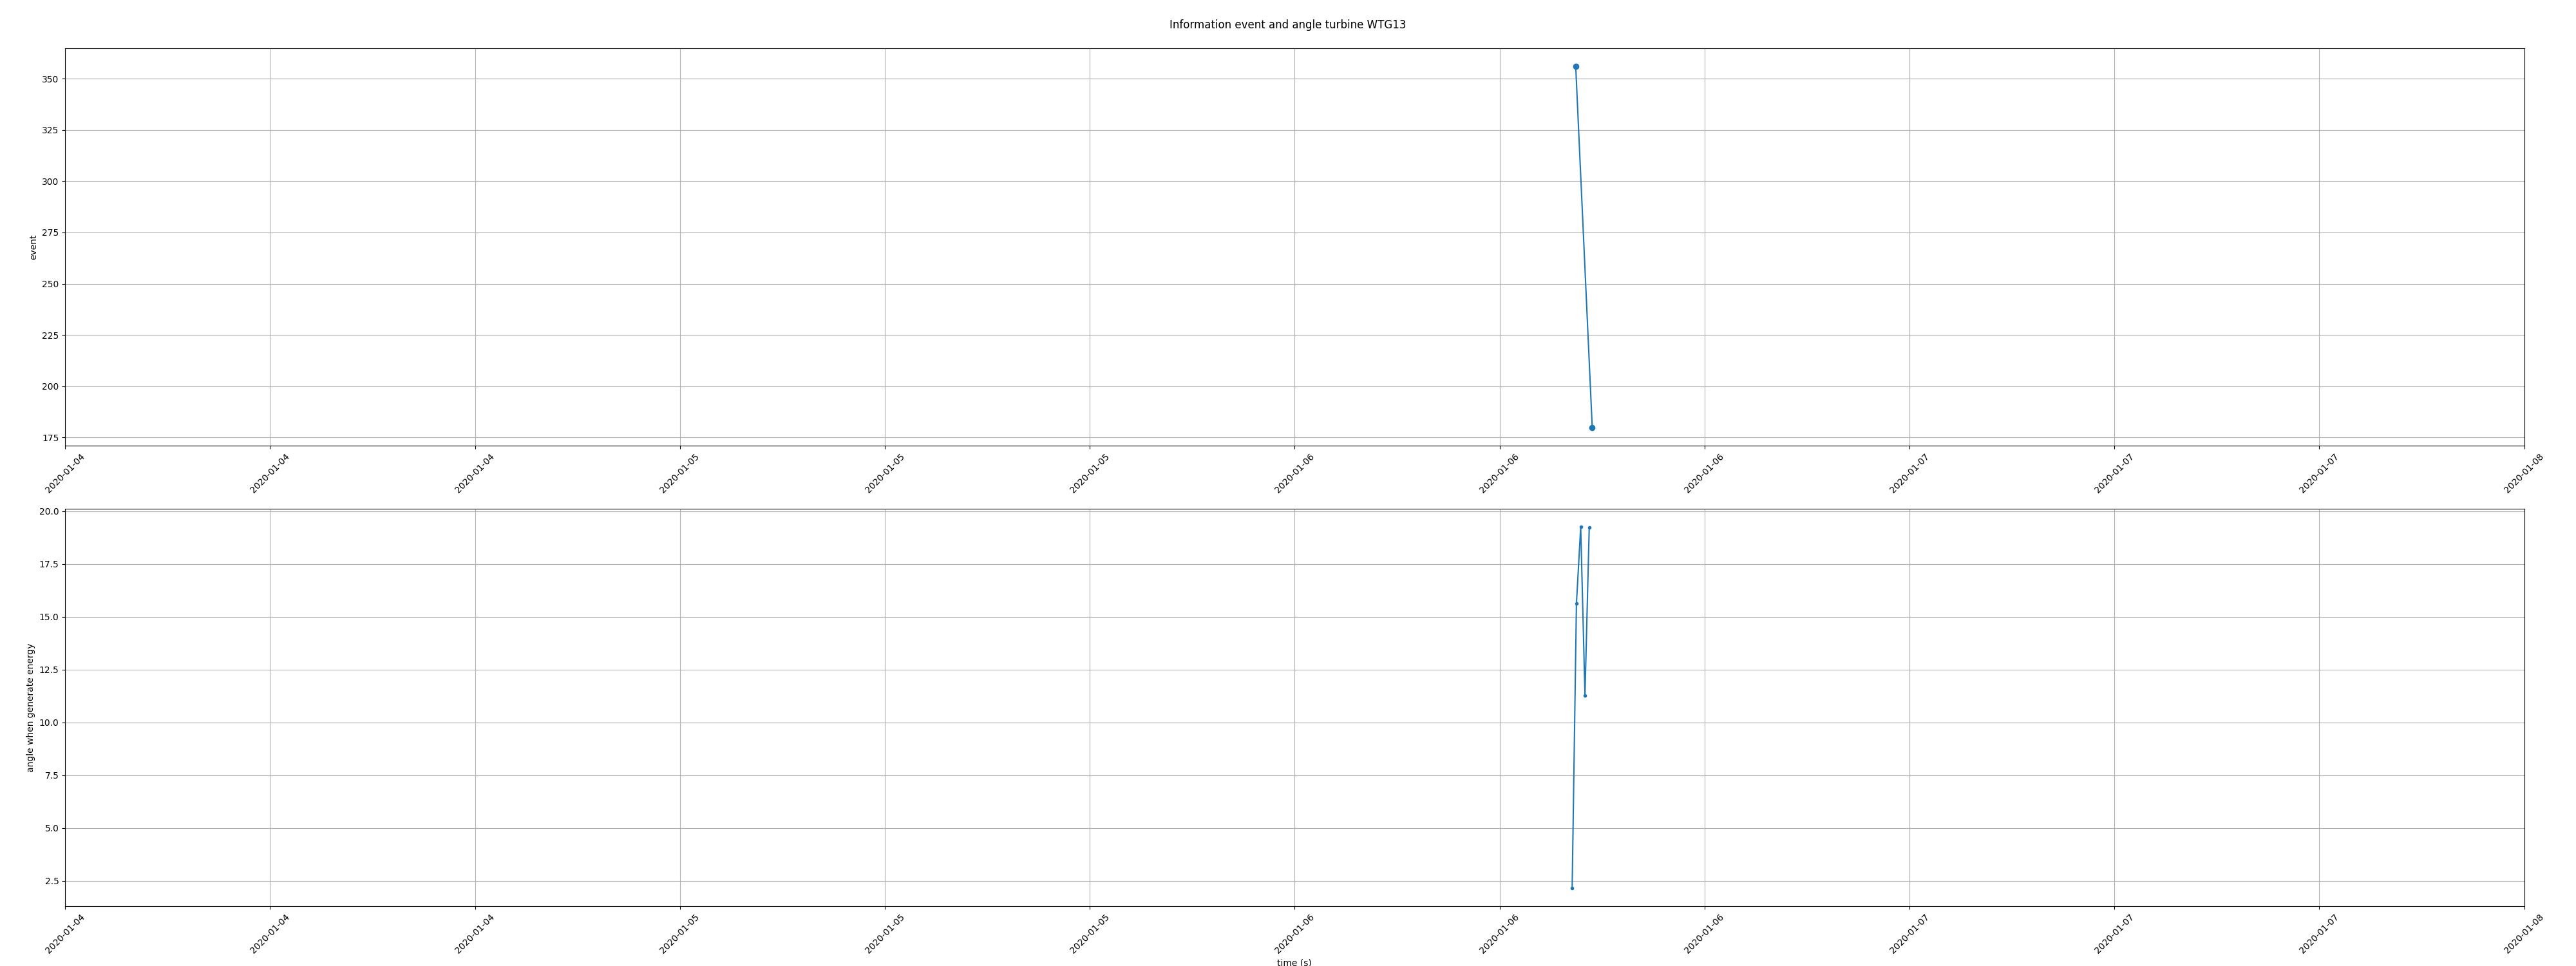 Information event and angle turbine WTG13
350
325
300
275
250
225
200
175
event
2020-01-04 2020-01-04 2020-01-04 2020-01-05 2020-01-05 2020-01-05 2020-01-06 2020-01-06 2020-01-06 2020-01-07 2020-01-07 2020-01-07 2020-01-08
20.0
17.5
15.0
12.5
10.0
7.5
5.0
2.5
angle when generate energy
2020-01-04 2020-01-04 2020-01-04 2020-01-05 2020-01-05 2020-01-05 2020-01-06 2020-01-06 2020-01-06 2020-01-07 2020-01-07 2020-01-07 2020-01-08
time (s)